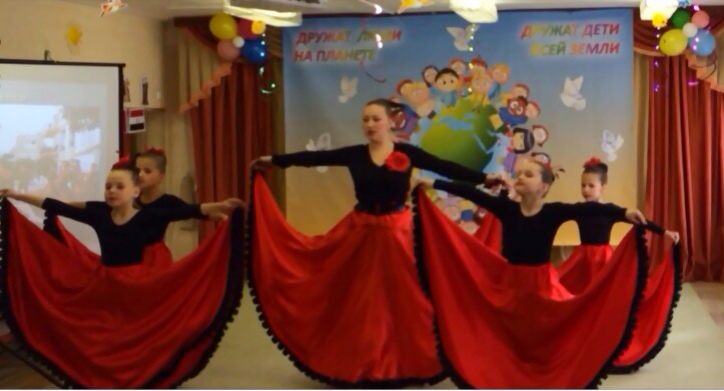 ДРУЖАТ ЛЮДИ
НА ПЛАНЕТЕ
ДРУЖАТ ДЕТИ
ВСЕЙ ЗЕМЛИ